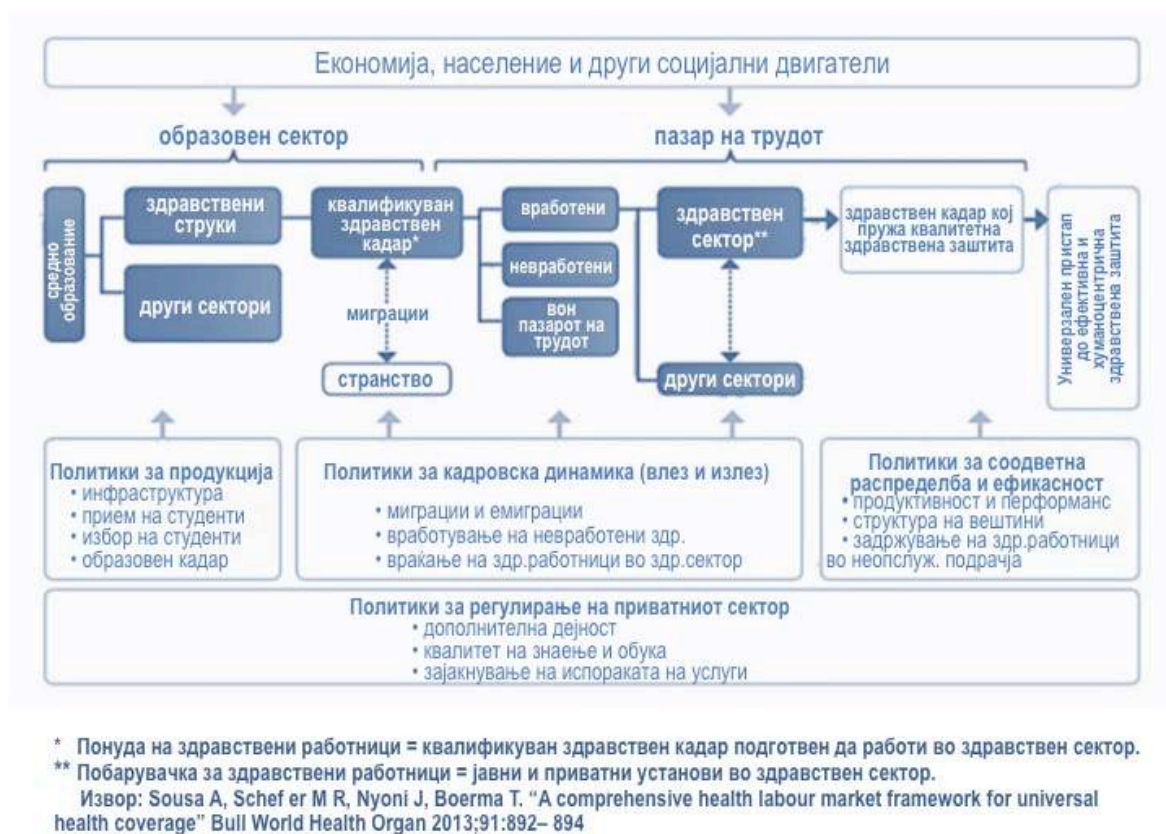 Економија, население и други социјални двигатели
образовен сектор
пазар на трудот
средно
образование
здравствени
струки
други сектори
квалификуван
здравствен
кадар*
миграции
странство
вработени
невработени
вон
пазарот на
трудот
здравствен
сектор**
други сектори
здравствен кадар кој
пружа квалитетна
здравствена заштита
Универзален пристап
до ефективна и
хуманоцентрична
здравствена заштита
Политики за продукција
• инфраструктура
• прием на студенти
• избор на студенти
• образовен кадар
Политики за кадровска динамика (влез и излез)
• миграции и емиграции
• вработување на невработени здр.
• враќање на здр.работници во здр.сектор
Политики за соодветна
распределба и ефикасност
• продуктивност и перформанс
• структура на вештини
• задржување на здр.работници
во неопслуж. подрачја
Политики за регулирање на приватниот сектор
• дополнителна дејност
• квалитет на знаење и обука
• зајакнување на испораката на услуги
* Понуда на здравствени работници = квалификуван здравствен кадар подготвен да работи во здравствен сектор.
** Побарувачка за здравствени работници = јавни и приватни установи во здравствен сектор.
Извор: Sousa A, Schef er M R, Nyoni J, Boerma T. “A comprehensive health labour market framework for universal
health coverage” Bull World Health Organ 2013;91:892– 894